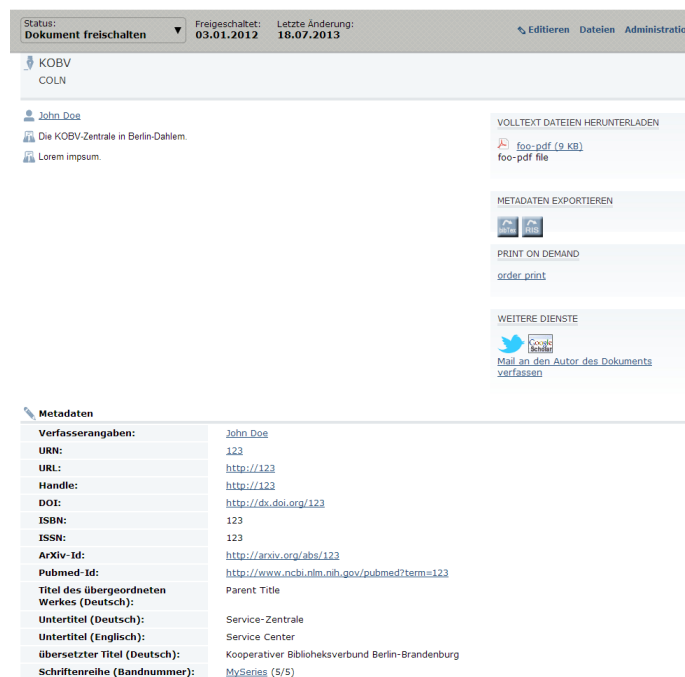 Status:
Dokument freischalten ▼
Freigeschaltet:
03.01.2012
Letzte Änderung:
18.07.2013
Editieren Dateien Administratio
KOBV
COLN
John Doe
Die KOBV-Zentrale in Berlin-Dahlem.
Lorem impsum.
VOLLTEXT DATEIEN HERUNTERLADEN
foo-pdf (9 KB)
foo-pdf file
METADATEN EXPORTIEREN
BibTex RIS
PRINT ON DEMAND
order print
WEITERE DIENSTE
Google Scholar
Mail an den Autor des Dokuments
verfassen
Metadaten
Verfasserangaben: John Doe
URN: 123
URL: http://123
Handle: http://123
DOI: http://dx.doi.org/123
ISBN: 123
ISSN: 123
ArXiv-Id: http://arxiv.org/abs/123
Pubmed-Id: http://www.ncbi.nlm.nih.gov/pubmed?term=123
Titel des übergeordneten Parent Title
Werkes (Deutsch):
Untertitel (Deutsch): Service-Zentrale
Untertitel (Englisch): Service Center
übersetzter Titel (Deutsch): Kooperativer Biblioheksverbund Berlin-Brandenburg
Schriftenreihe (Bandnummer): MySeries (5/5)